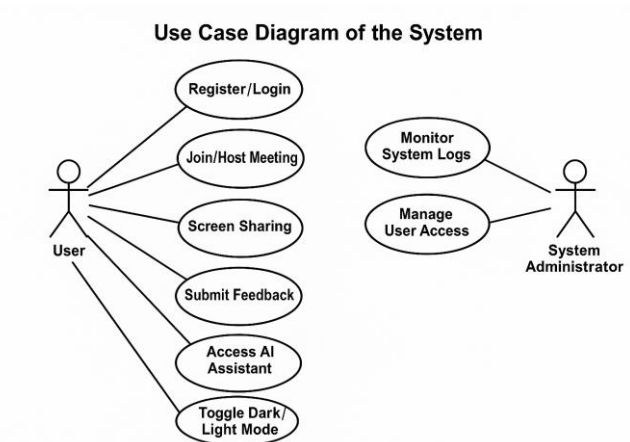 Use Case Diagram of the System
Register/Login
Join/Host Meeting
Screen Sharing
Submit Feedback
Access AI
Assistant
Toggle Dark/
Light Mode
User
Monitor
System Logs
Manage
User Access
System
Administrator